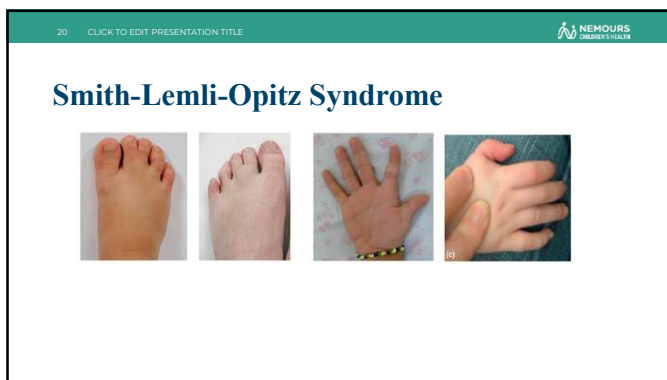 20 CLICK TO EDIT PRESENTATION TITLE
NEMOURS
CHILDREN'S HEALTH
Smith-Lemli-Opitz Syndrome
(c)